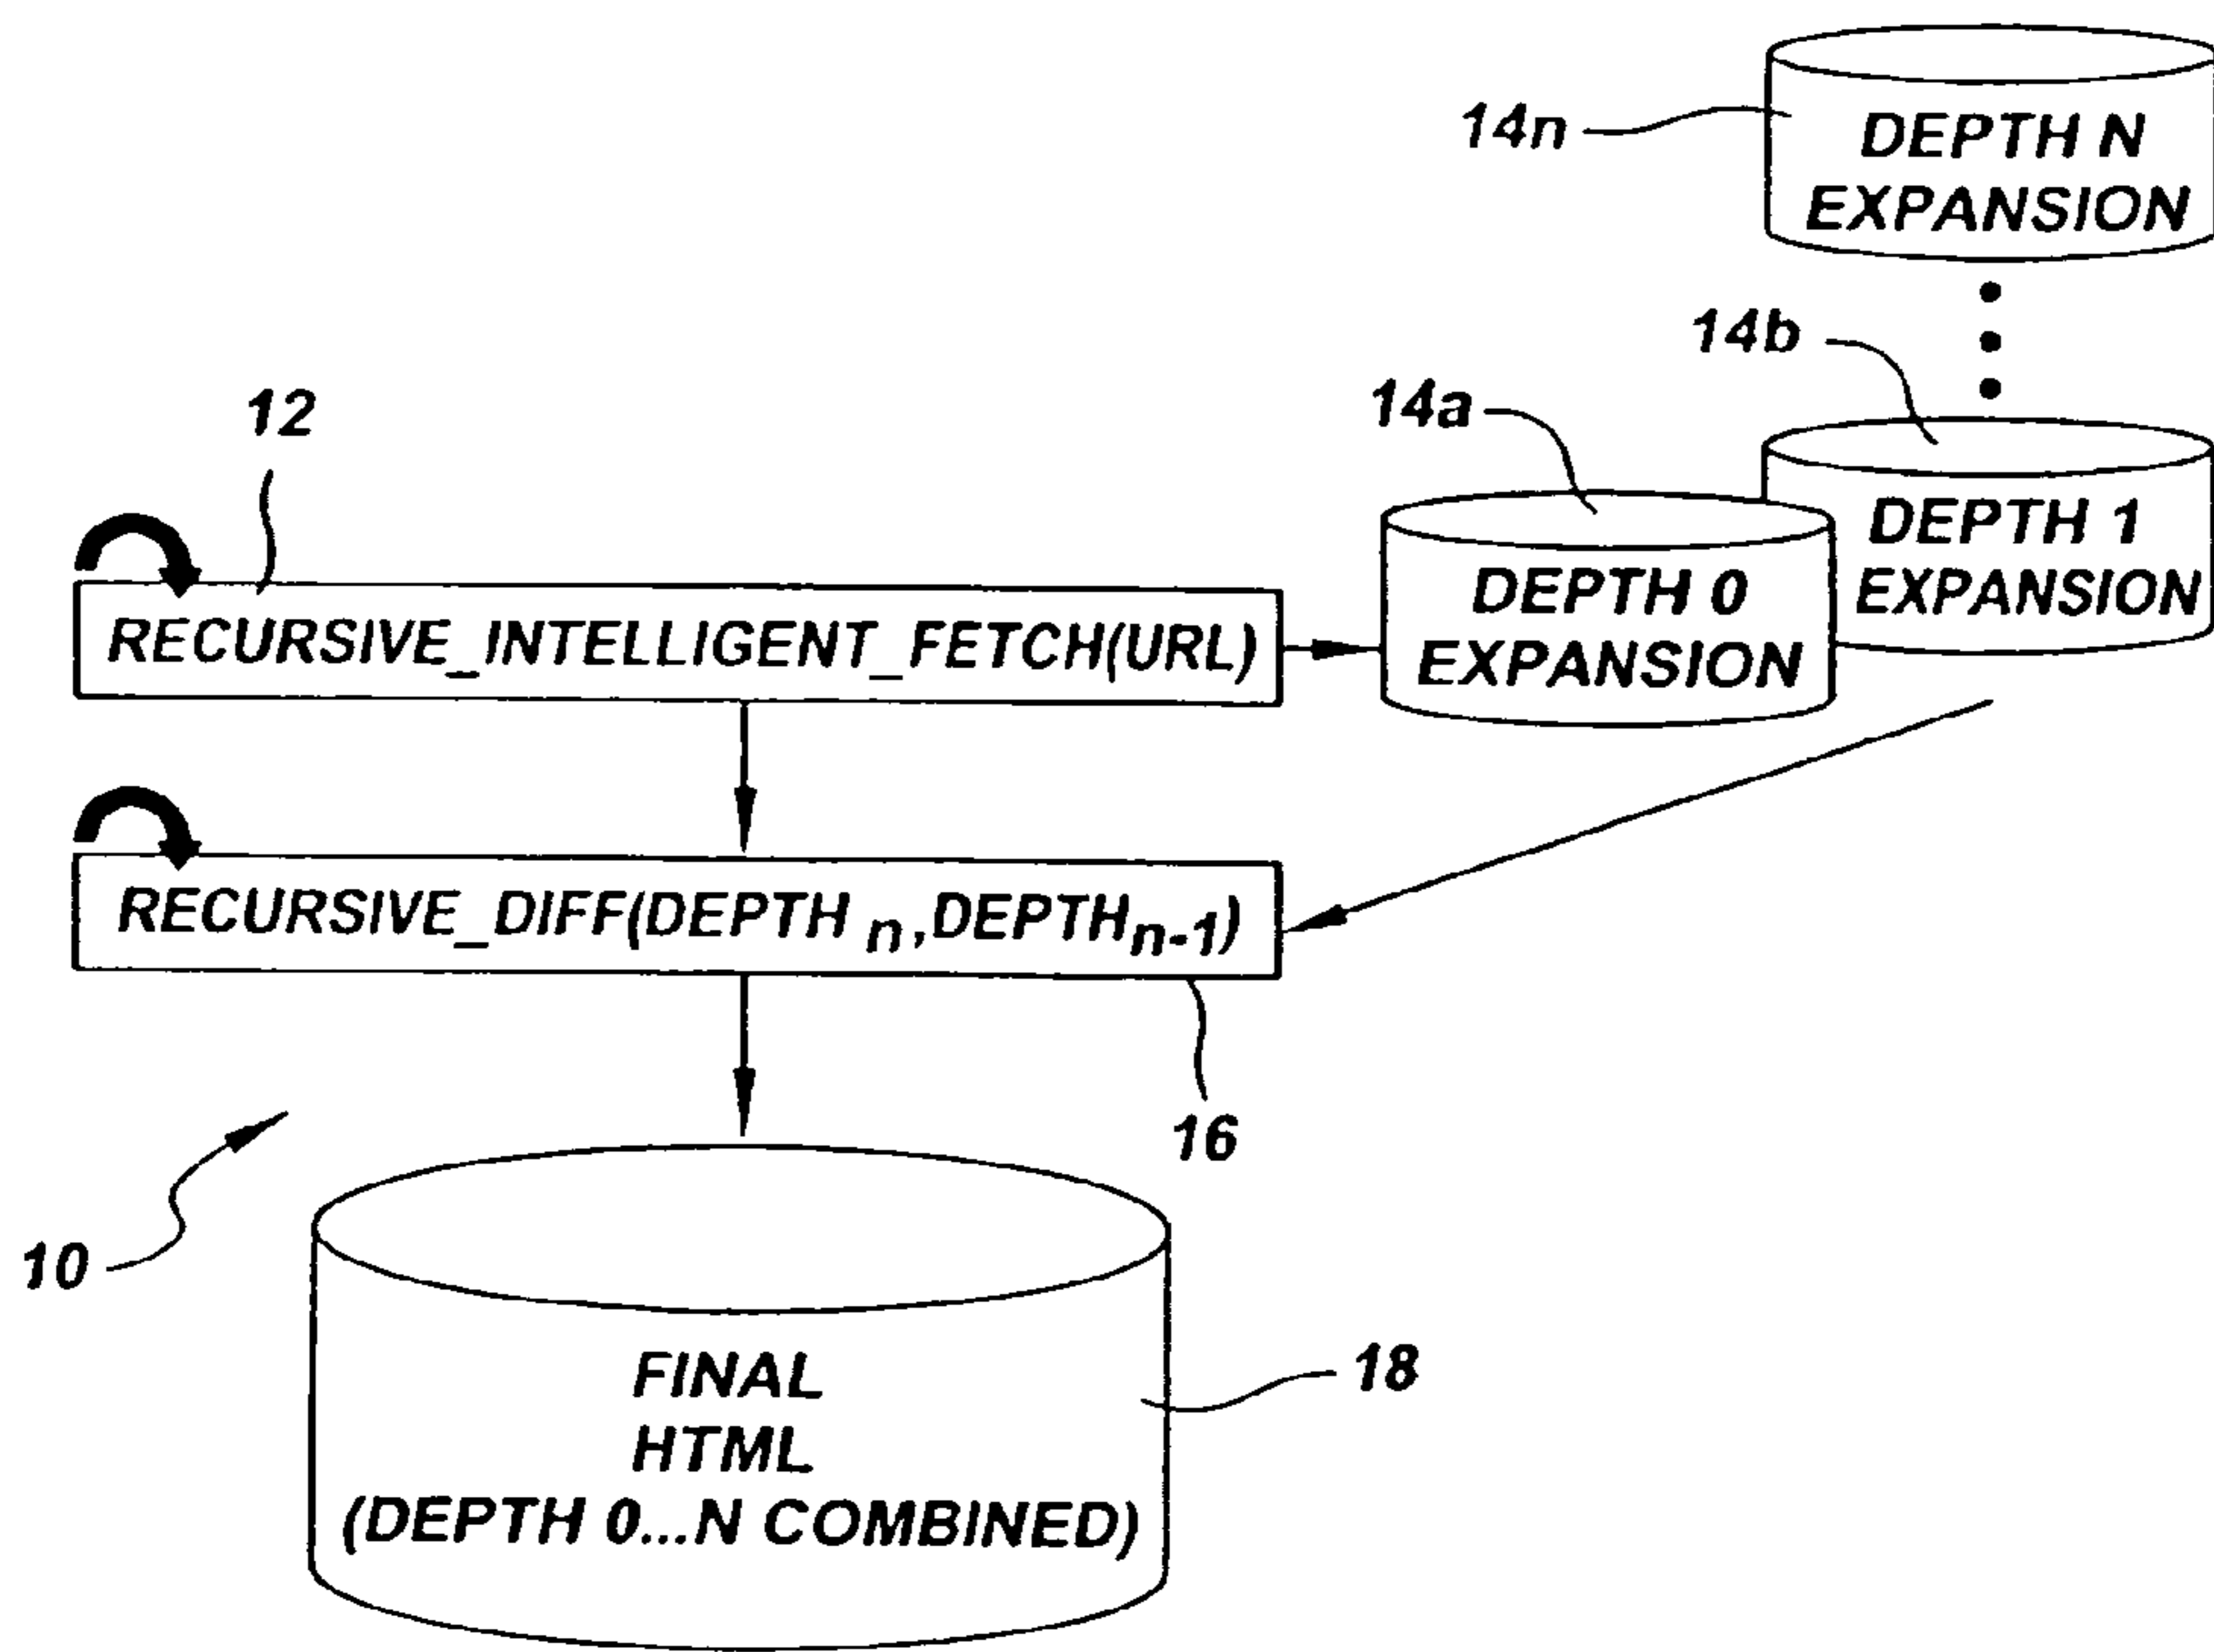 14n
DEPTH N
EXPANSION
14b
14a
12
DEPTH 1
EXPANSION
DEPTH 0
EXPANSION
RECURSIVE_INTELLIGENT_FETCH(URL)
RECURSIVE_DIFF(DEPTH n,DEPTHn-1)
16
10
FINAL
HTML
(DEPTH 0...N COMBINED)
18